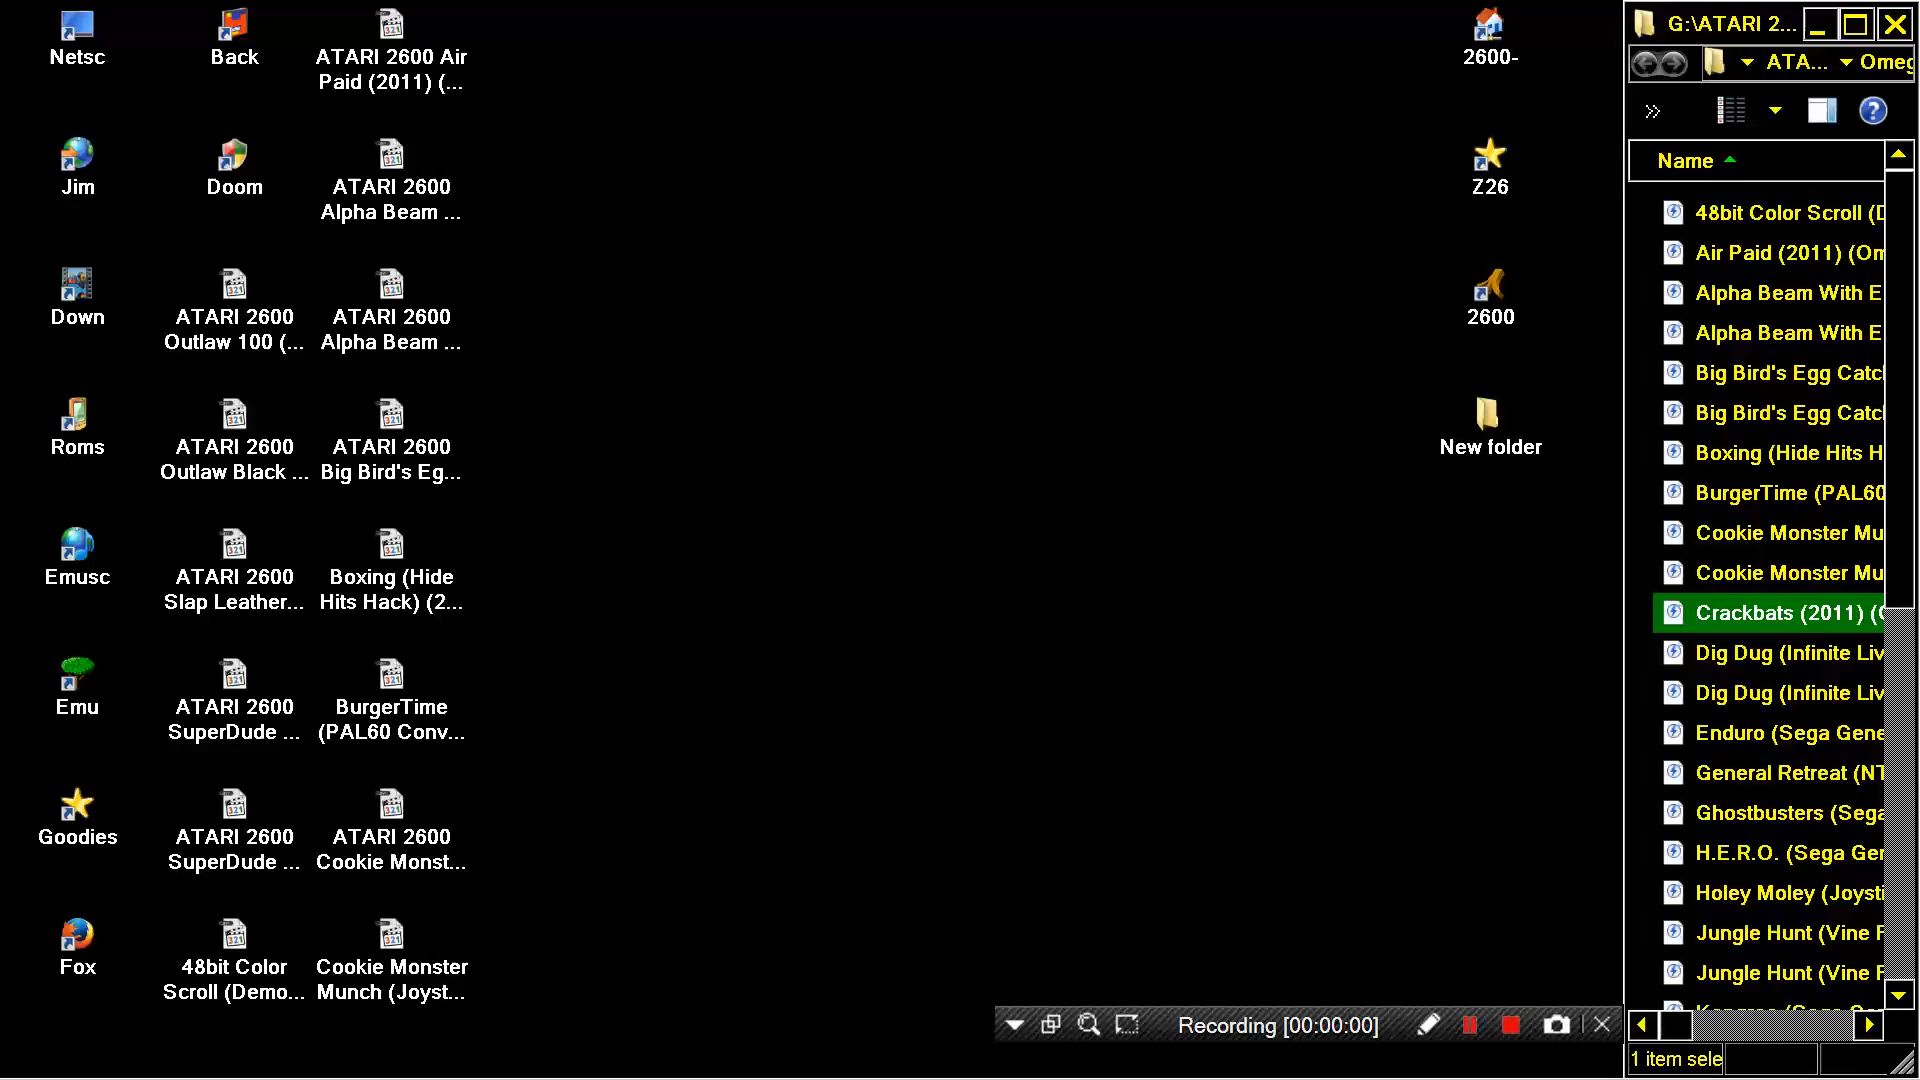 Netsc
Back
ATARI 2600 Air
Paid (2011) (...
2600-
Jim
Doom
ATARI 2600
Alpha Beam ...
Z26
Down
ATARI 2600
Outlaw 100 (...
ATARI 2600
Alpha Beam ...
2600
Roms
ATARI 2600
Outlaw Black ...
ATARI 2600
Big Bird's Eg...
New folder
Emusc
ATARI 2600
Slap Leather...
Boxing (Hide
Hits Hack) (2...
Emu
ATARI 2600
SuperDude ...
BurgerTime
(PAL60 Conv...
Goodies
ATARI 2600
SuperDude ...
ATARI 2600
Cookie Monst...
Fox
48bit Color
Scroll (Demo...
Cookie Monster
Munch (Joyst...
Recording [00:00:00]
G:\ATARI 2...
ATA... Omeg
Name
48bit Color Scroll (D
Air Paid (2011) (Om
Alpha Beam With E
Alpha Beam With E
Big Bird's Egg Catc
Big Bird's Egg Catc
Boxing (Hide Hits H
BurgerTime (PAL60
Cookie Monster Mu
Cookie Monster Mu
Crackbats (2011) (
Dig Dug (Infinite Liv
Dig Dug (Infinite Liv
Enduro (Sega Gene
General Retreat (NT
Ghostbusters (Sega
H.E.R.O. (Sega Gen
Holey Moley (Joysti
Jungle Hunt (Vine F
Jungle Hunt (Vine F
1 item sele